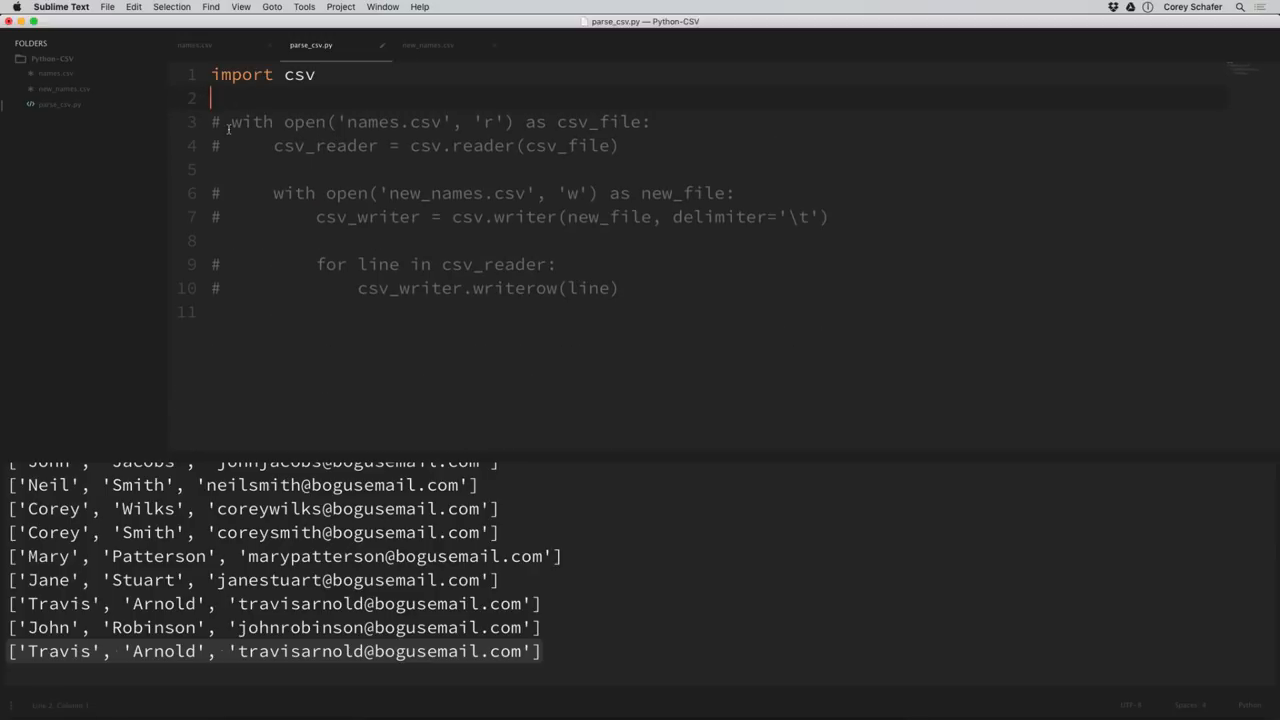 Sublime Text File Edit Selection Find View Goto Tools Project Window Help Corey Schafer
parse_csv.py — Python-CSV
FOLDERS
Python-CSV
names.csv
new_names.csv
parse_csv.py
names.csv parse_csv.py new_names.csv
1 import csv
2
3 # with open('names.csv', 'r') as csv_file:
4 #     csv_reader = csv.reader(csv_file)
5
6 #     with open('new_names.csv', 'w') as new_file:
7 #         csv_writer = csv.writer(new_file, delimiter='\t')
8
9 #         for line in csv_reader:
10 #             csv_writer.writerow(line)
11
['John', 'Jacobs', 'johnjacobs@bogusemail.com']
['Neil', 'Smith', 'neilsmith@bogusemail.com']
['Corey', 'Wilks', 'coreywilks@bogusemail.com']
['Corey', 'Smith', 'coreysmith@bogusemail.com']
['Mary', 'Patterson', 'marypatterson@bogusemail.com']
['Jane', 'Stuart', 'janestuart@bogusemail.com']
['Travis', 'Arnold', 'travisarnold@bogusemail.com']
['John', 'Robinson', 'johnrobinson@bogusemail.com']
['Travis', 'Arnold', 'travisarnold@bogusemail.com']
Line 2, Column 1 UTF-8 Spaces: 4 Python